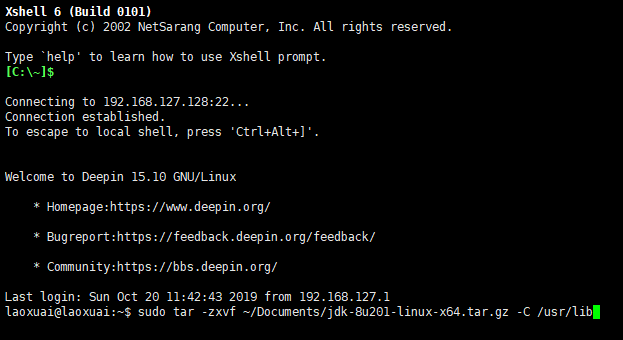 Xshell 6 (Build 0101)
Copyright (c) 2002 NetSarang Computer, Inc. All rights reserved.
Type `help' to learn how to use Xshell prompt.
[C:\~]$
Connecting to 192.168.127.128:22...
Connection established.
To escape to local shell, press 'Ctrl+Alt+]'.
Welcome to Deepin 15.10 GNU/Linux
* Homepage:https://www.deepin.org/
* Bugreport:https://feedback.deepin.org/feedback/
* Community:https://bbs.deepin.org/
Last login: Sun Oct 20 11:42:43 2019 from 192.168.127.1
laoxuai@laoxuai:~$ sudo tar -zxvf ~/Documents/jdk-8u201-linux-x64.tar.gz -C /usr/lib